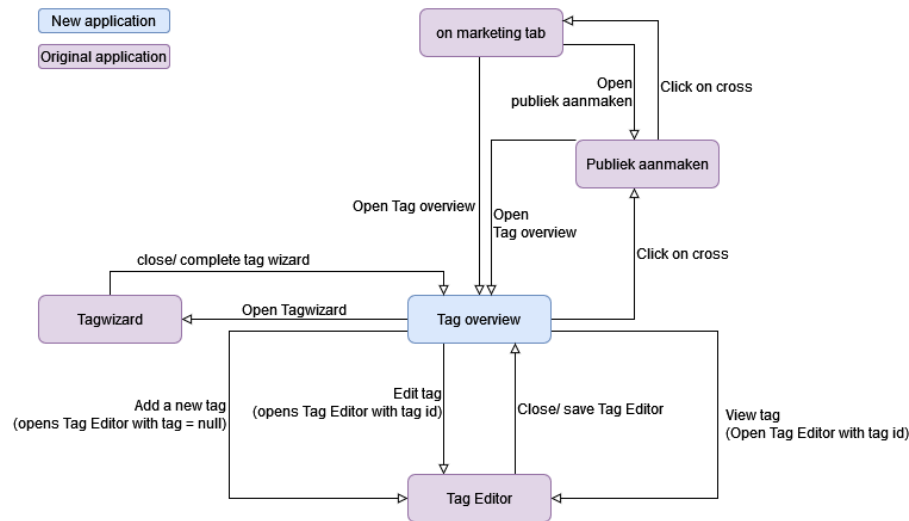 New application
Original application
on marketing tab
Open
publiek aanmaken
Click on cross
Publiek aanmaken
Open Tag overview
Open
Tag overview
Click on cross
close/ complete tag wizard
Tagwizard
Open Tagwizard
Tag overview
Add a new tag
(opens Tag Editor with tag = null)
Edit tag
(opens Tag Editor with tag id)
Close/ save Tag Editor
View tag
(Open Tag Editor with tag id)
Tag Editor